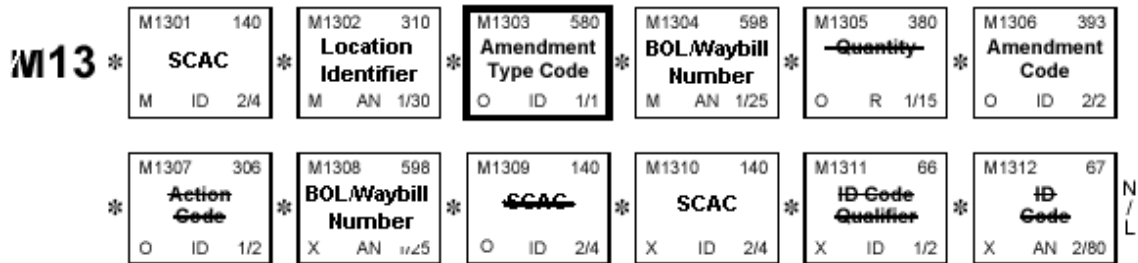 M13 *
M1301 140
SCAC
M ID 2/4
*
M1302 310
Location
Identifier
M AN 1/30
*
M1303 580
Amendment
Type Code
O ID 1/1
*
M1304 598
BOL/Waybill
Number
M AN 1/25
*
M1305 380
Quantity
O R 1/15
*
M1306 393
Amendment
Code
O ID 2/2
*
M1307 306
Action
Code
O ID 1/2
*
M1308 598
BOL/Waybill
Number
X AN 1/25
*
M1309 140
SCAC
O ID 2/4
*
M1310 140
SCAC
X ID 2/4
*
M1311 66
ID Code
Qualifier
X ID 1/2
*
M1312 67
ID
Code
X AN 2/80
N
/
L